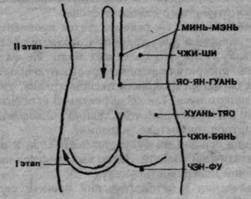 МИНЬ-МЭНЬ
II этап
ЧЖИ-ШИ
ЯО-ЯН-ГУАНЬ
ХУАНЬ-ТЯО
ЧЖИ-БЯНЬ
I этап
ЧЭН-ФУ